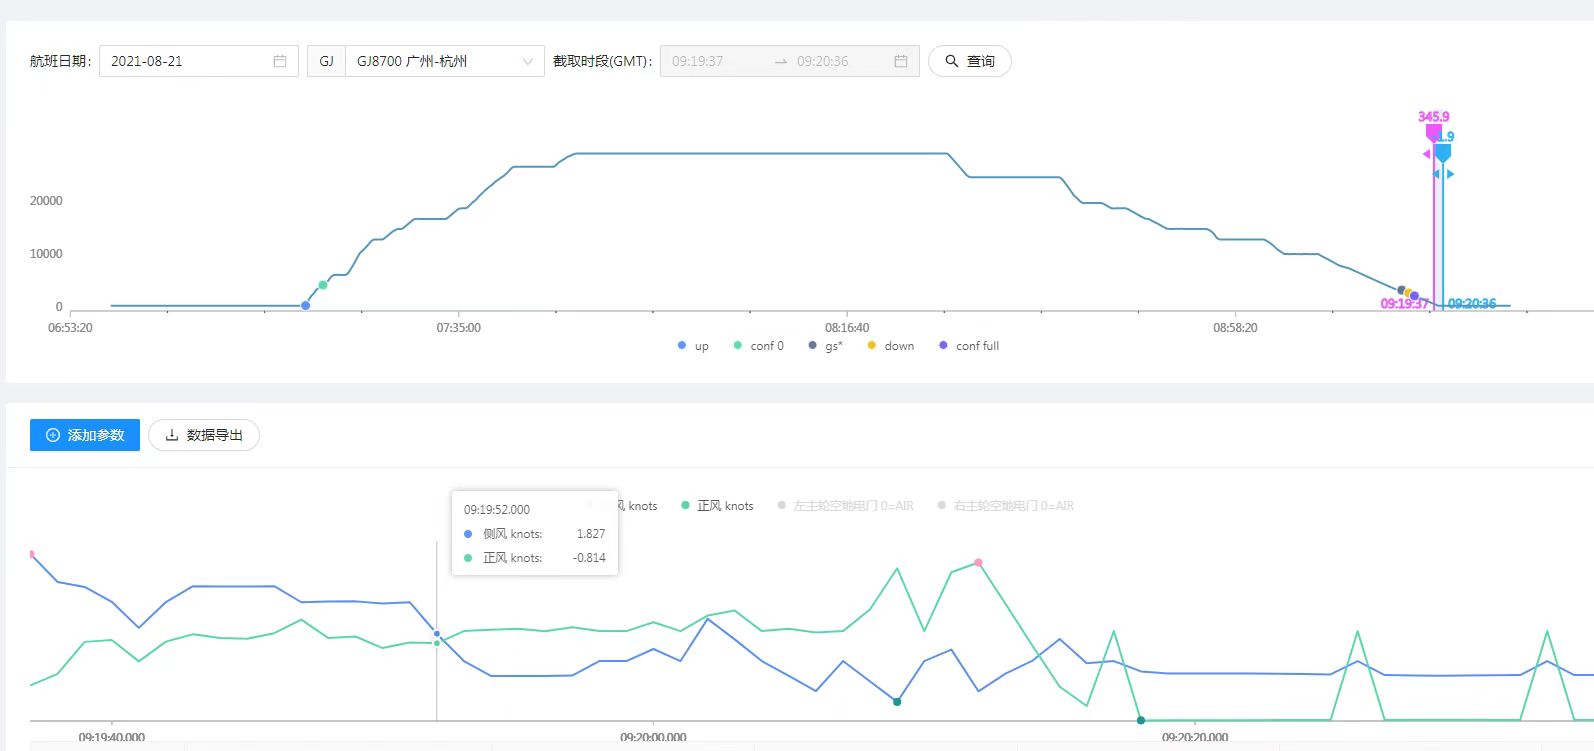 航班日期： 2021-08-21 GJ GJ8700 广州-杭州 截取时段(GMT)： 09:19:37 → 09:20:36 查询
345.9
1.9
20000
10000
0
09:19:37 09:20:36
06:53:20 07:35:00 08:16:40 08:58:20
up conf 0 gs* down conf full
添加参数 数据导出
风 knots 正风 knots 左主轮空地电门 0=AIR 右主轮空地电门 0=AIR
09:19:52.000
侧风 knots: 1.827
正风 knots: -0.814
09:19:40.000 09:20:00.000 09:20:20.000